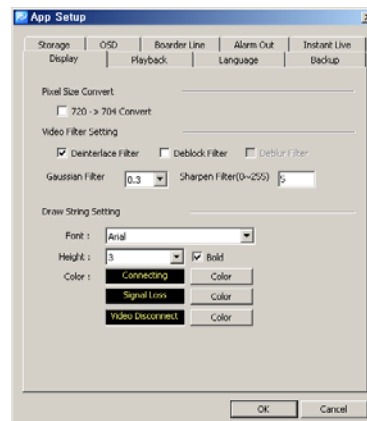 App Setup
Storage OSD Boarder Line Alarm Out Instant Live
Display Playback Language Backup
Pixel Size Convert
720 -> 704 Convert
Video Filter Setting
Deinterlace Filter Deblock Filter Deblur Filter
Gaussian Filter 0.3 Sharpen Filter(0~255) 5
Draw String Setting
Font : Arial
Height : 3 Bold
Color : Connecting Color
Signal Loss Color
Video Disconnect Color
OK Cancel